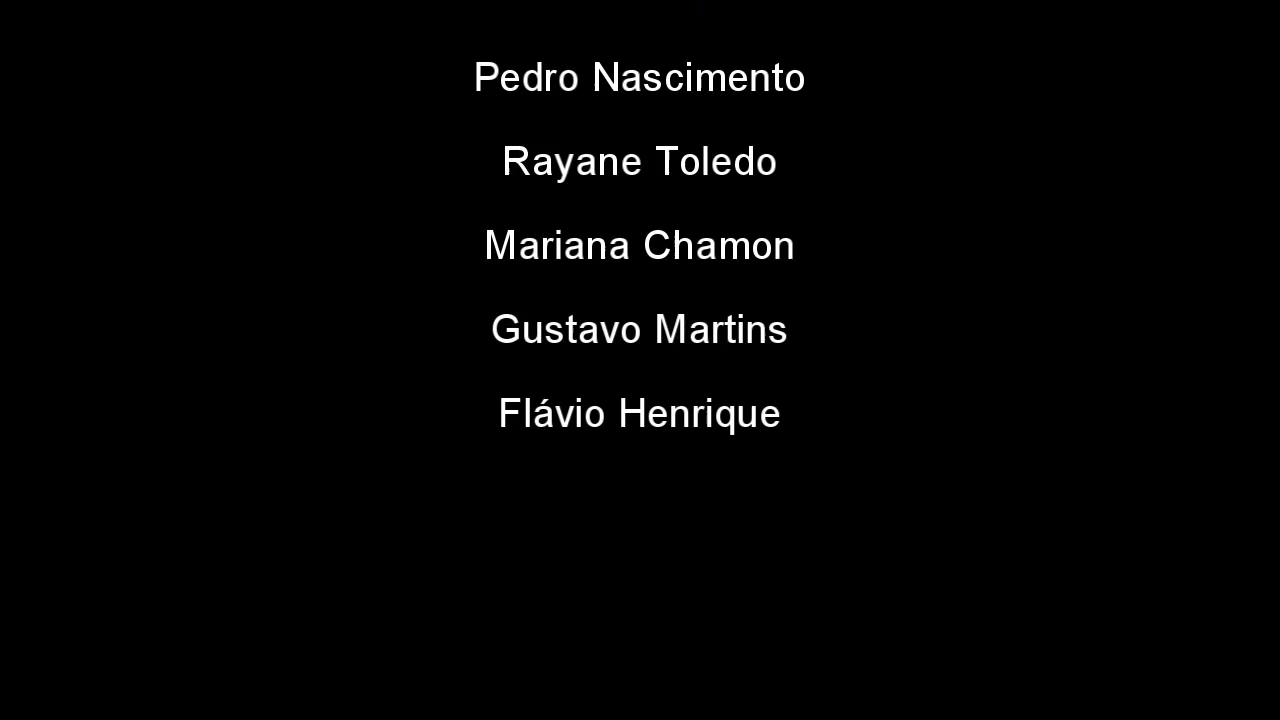 Pedro Nascimento
Rayane Toledo
Mariana Chamon
Gustavo Martins
Flávio Henrique